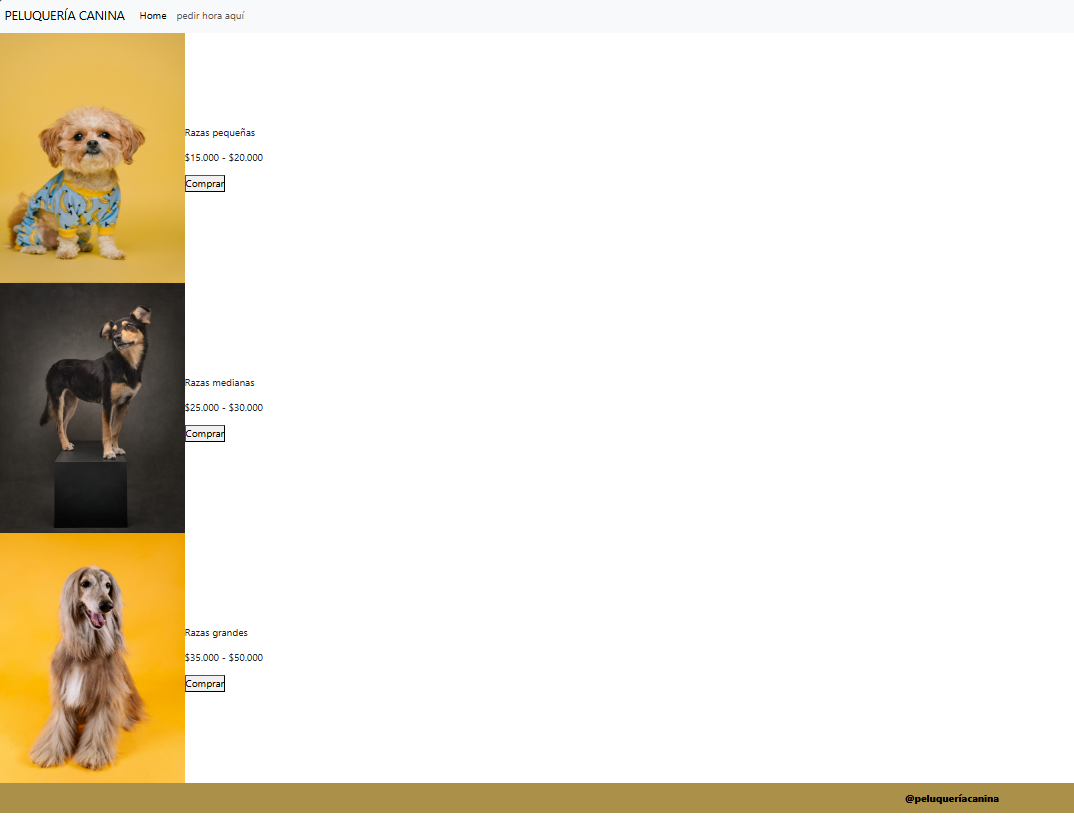 PELUQUERÍA CANINA Home pedir hora aquí
Razas pequeñas
$15.000 - $20.000
Comprar
Razas medianas
$25.000 - $30.000
Comprar
Razas grandes
$35.000 - $50.000
Comprar
@peluqueríacanina